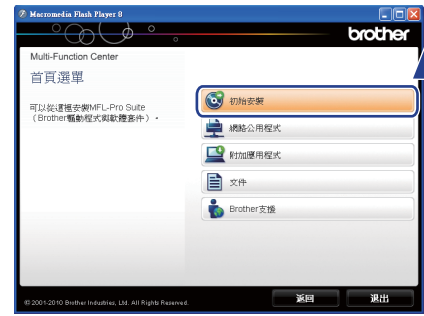 Macromedia Flash Player 8
brother
Multi-Function Center
首頁選單
可以從這裡安裝MFL-Pro Suite
（Brother驅動程式與軟體套件）。
初始安裝
網路公用程式
附加應用程式
文件
Brother支援
© 2001-2010 Brother Industries, Ltd. All Rights Reserved.
返回
退出